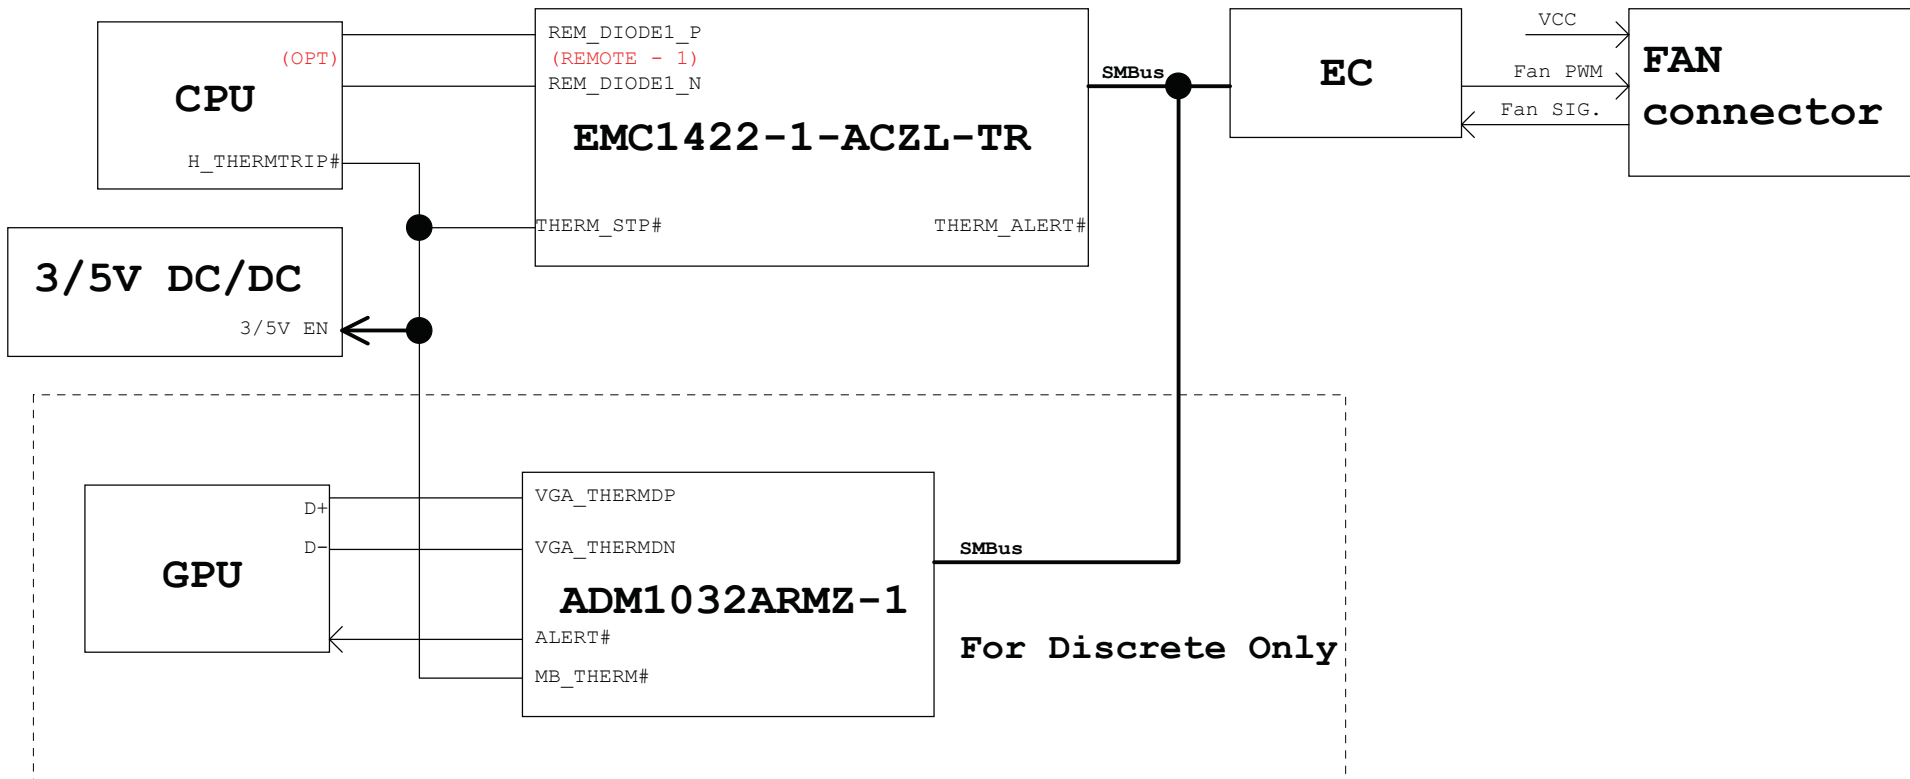 CPU
(OPT)
H_THERMTRIP#
REM_DIODE1_P
(REMOTE - 1)
REM_DIODE1_N
EMC1422-1-ACZL-TR
THERM_STP#
THERM_ALERT#
SMBus
EC
VCC
Fan PWM
Fan SIG.
FAN
connector
3/5V DC/DC
3/5V EN
GPU
D+
D-
VGA_THERMDP
VGA_THERMDN
ADM1032ARMZ-1
ALERT#
MB_THERM#
SMBus
For Discrete Only